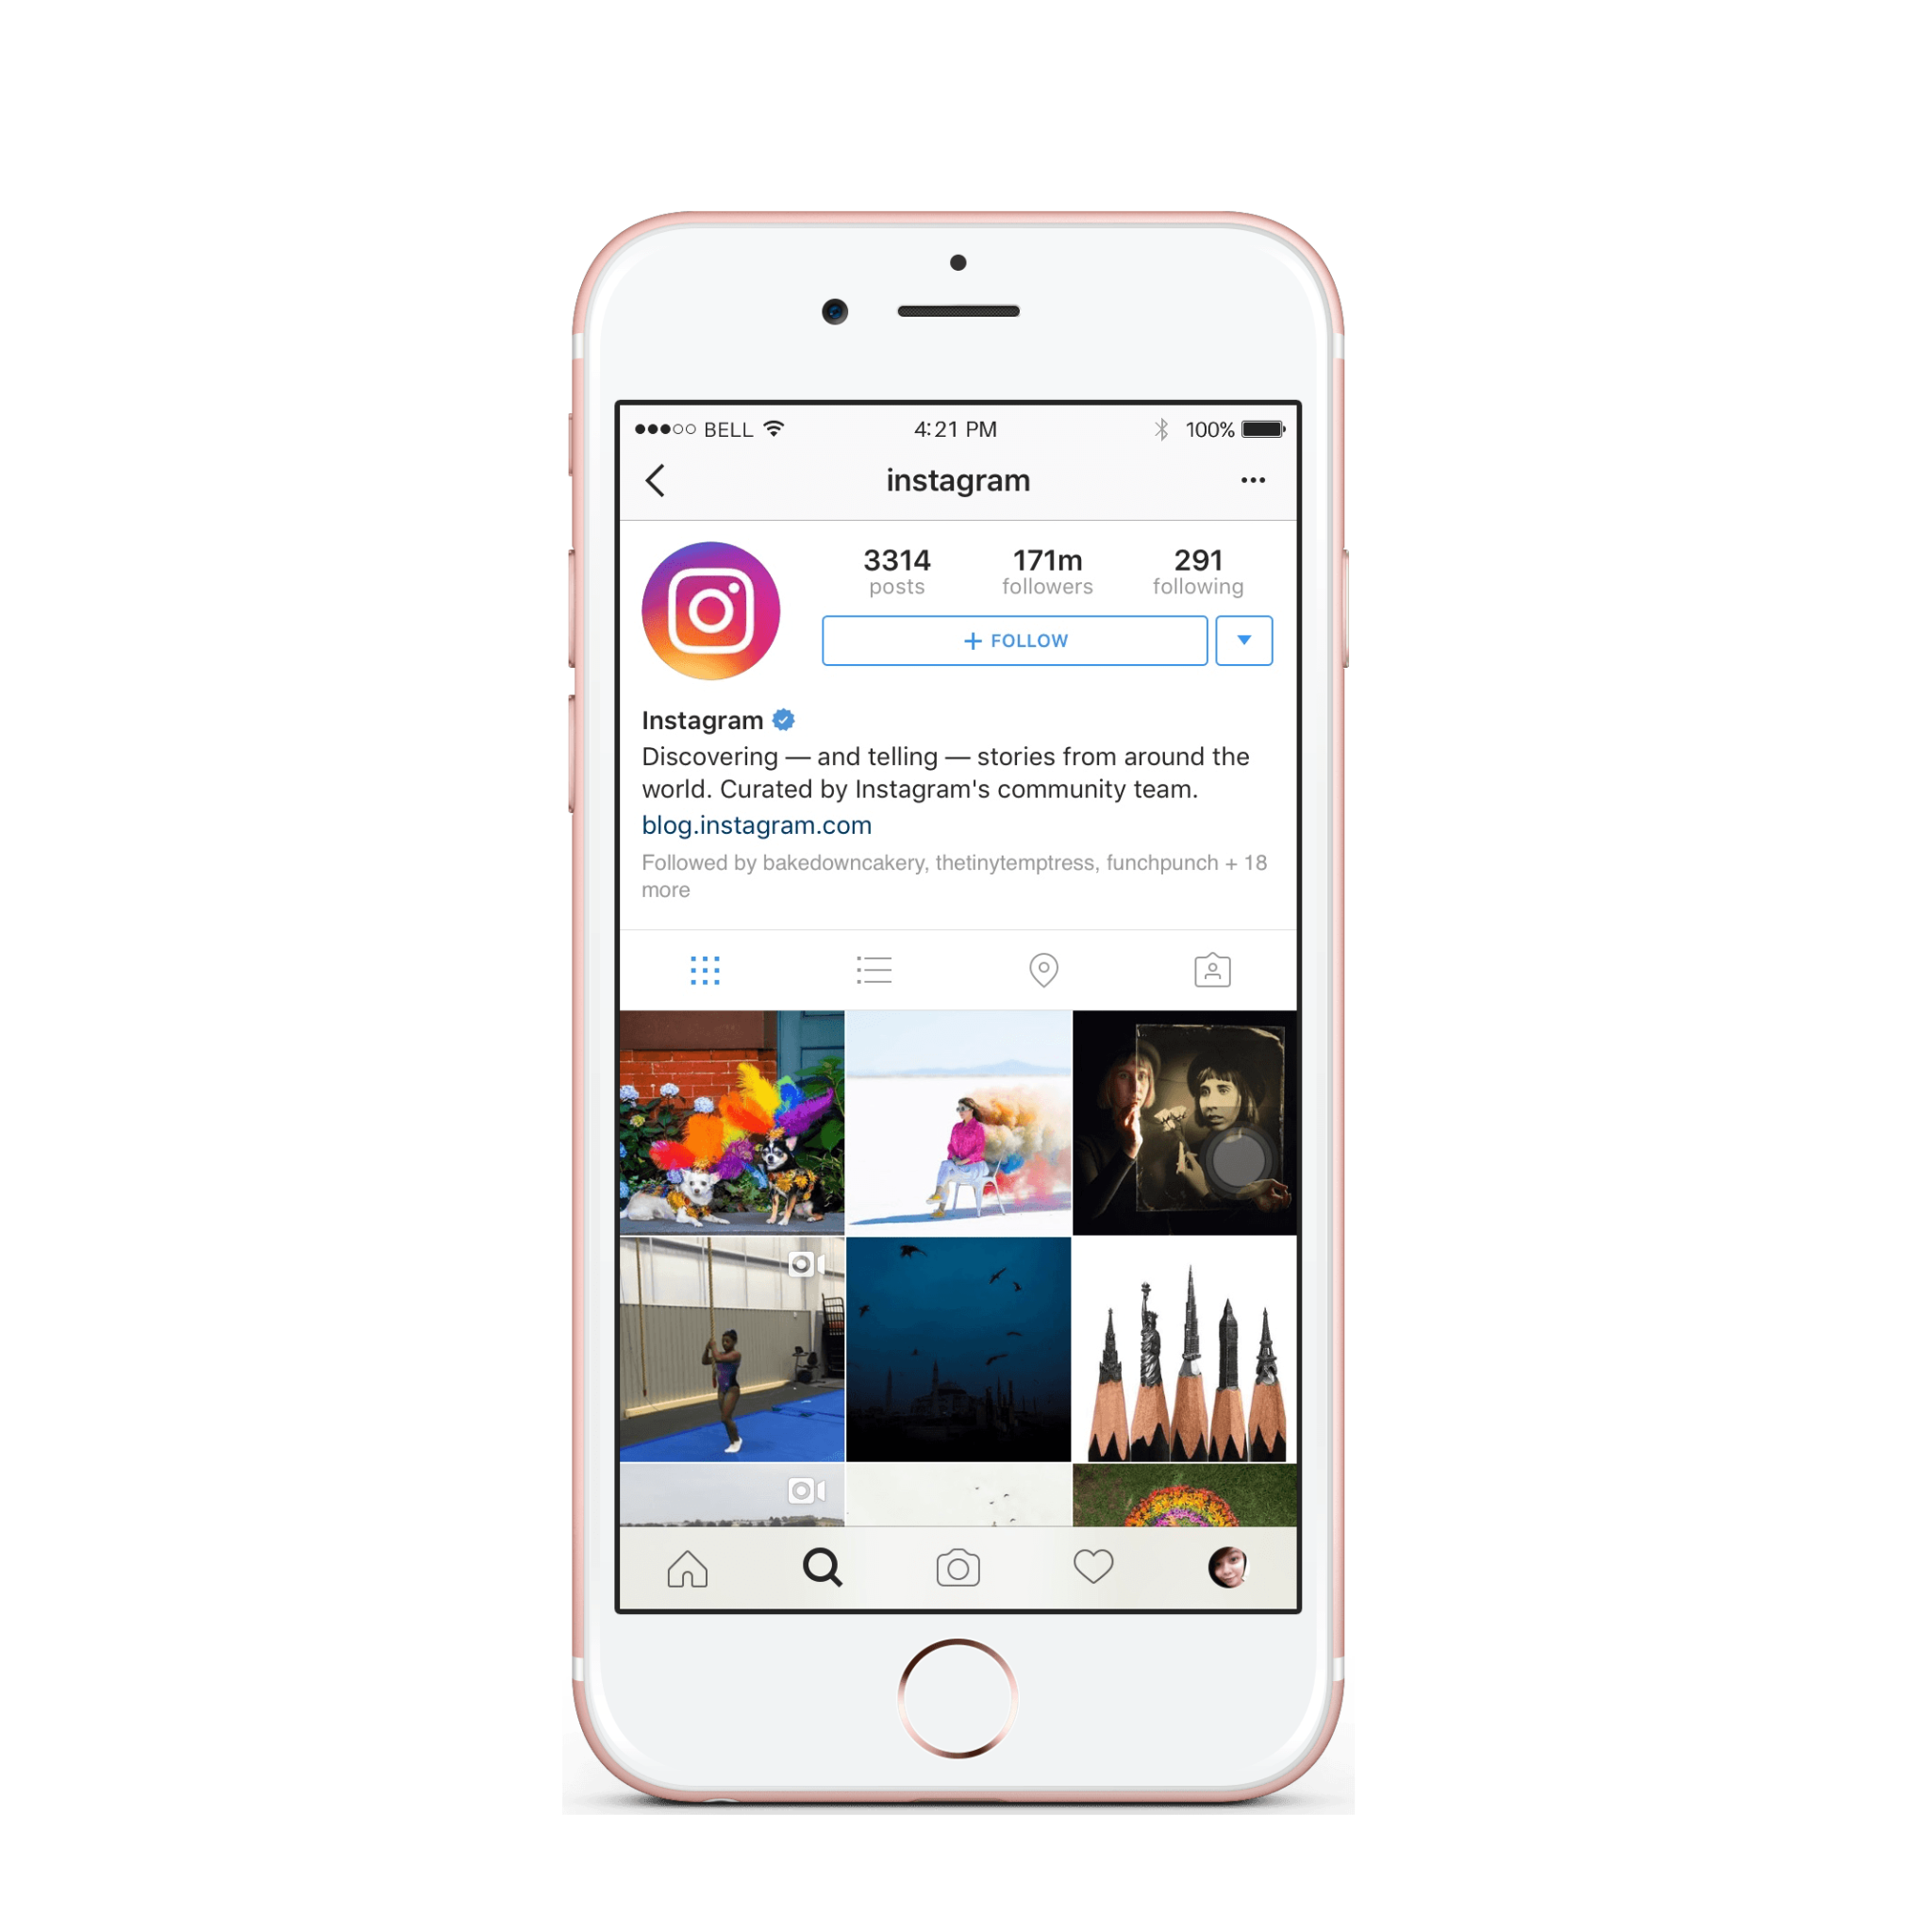 BELL 4:21 PM 100%
instagram
3314 171m 291
posts followers following
+ FOLLOW
Instagram
Discovering — and telling — stories from around the
world. Curated by Instagram's community team.
blog.instagram.com
Followed by bakedowncakery, thetinytemptress, funchpunch + 18
more